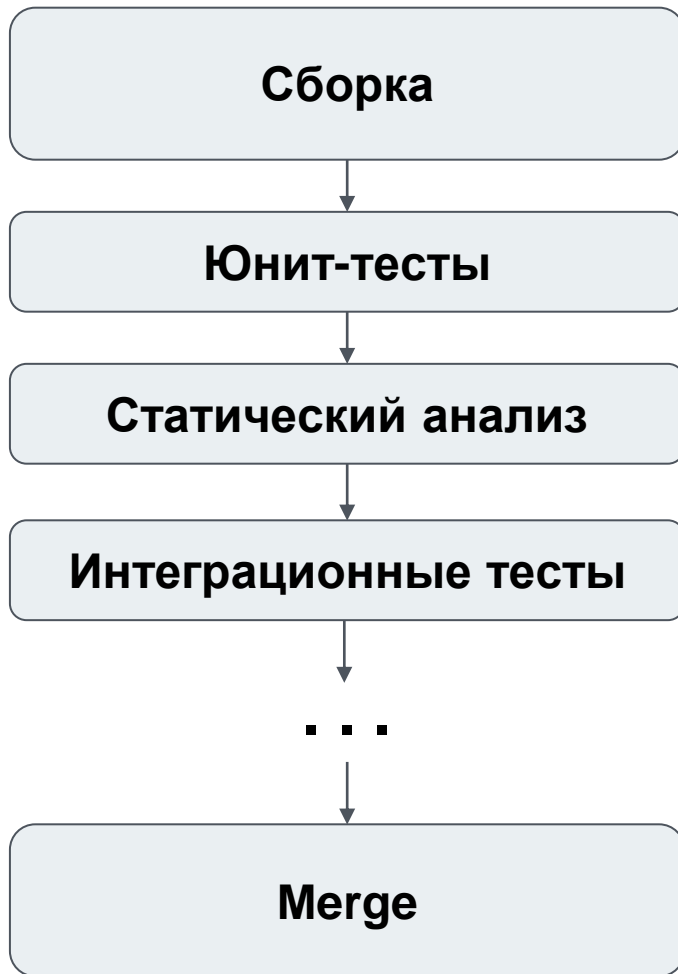 Сборка
Юнит-тесты
Статический анализ
Интеграционные тесты
...
Merge